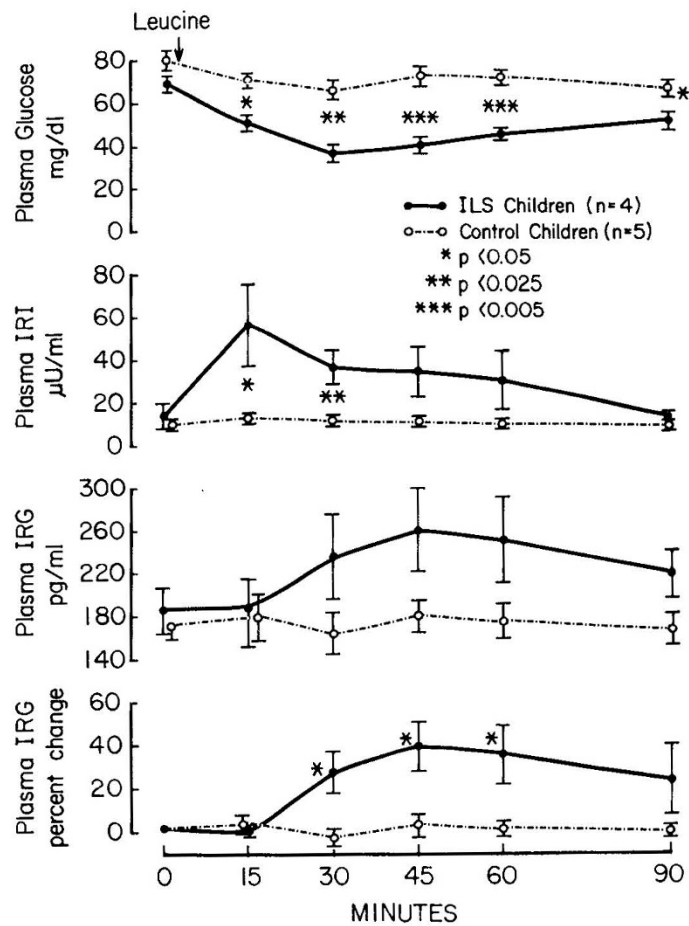 Leucine
Plasma Glucose
mg/dl
80
60
40
20
0
*
**
***
***
*
ILS Children (n=4)
Control Children (n=5)
* p <0.05
** p <0.025
*** p <0.005
Plasma IRI
μU/ml
80
60
40
20
0
*
**
Plasma IRG
pg/ml
300
260
220
180
140
Plasma IRG
percent change
60
40
20
0
*
*
*
0 15 30 45 60 90
MINUTES